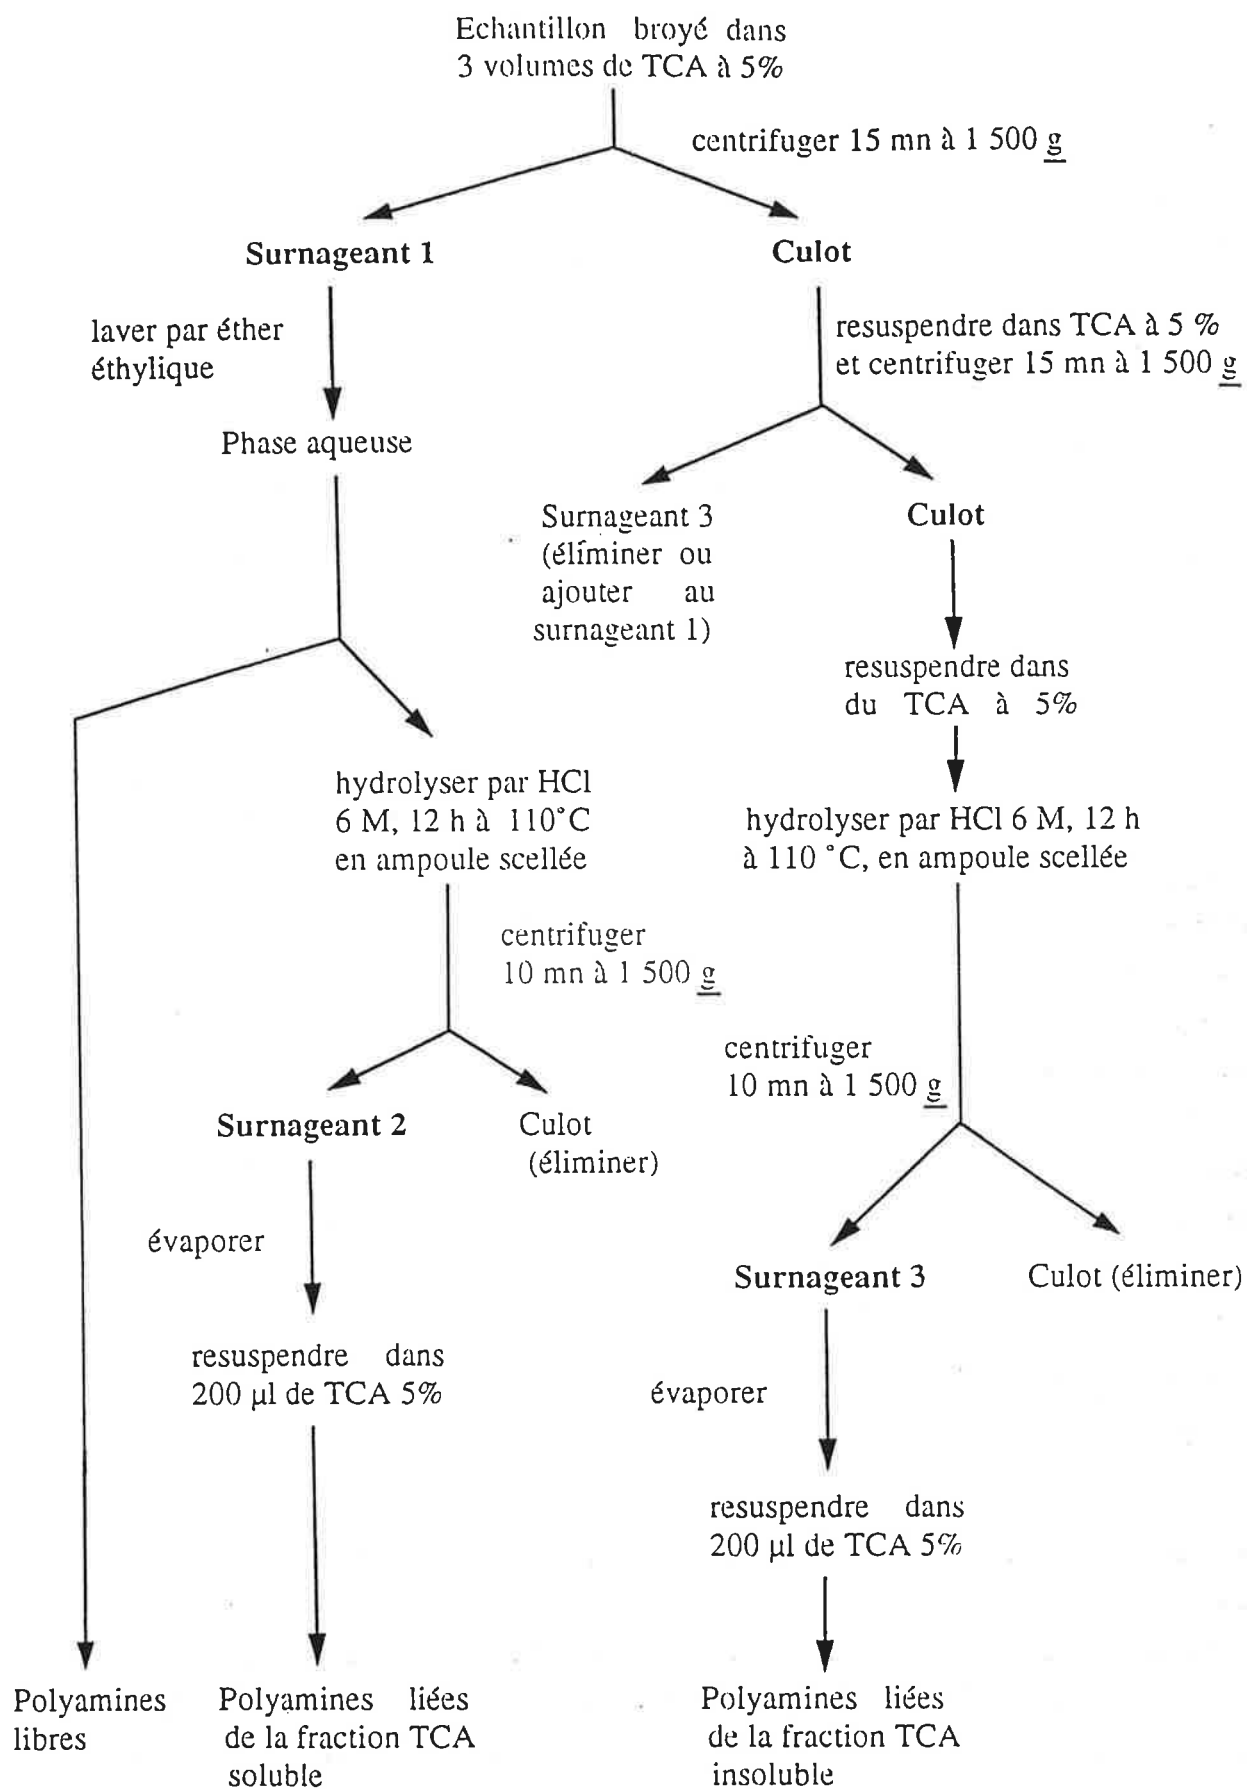 Echantillon broyé dans
3 volumes de TCA à 5%
centrifuger 15 mn à 1 500 g
Surnageant 1
Culot
laver par éther
éthylique
resuspendre dans TCA à 5 %
et centrifuger 15 mn à 1 500 g
Phase aqueuse
Surnageant 3
(éliminer ou
ajouter au
surnageant 1)
Culot
resuspendre dans
du TCA à 5%
hydrolyser par HCl
6 M, 12 h à 110°C
en ampoule scellée
hydrolyser par HCl 6 M, 12 h
à 110 °C, en ampoule scellée
centrifuger
10 mn à 1 500 g
centrifuger
10 mn à 1 500 g
Surnageant 2
Culot
(éliminer)
évaporer
Surnageant 3
Culot (éliminer)
resuspendre dans
200 µl de TCA 5%
évaporer
resuspendre dans
200 µl de TCA 5%
Polyamines
libres
Polyamines liées
de la fraction TCA
soluble
Polyamines liées
de la fraction TCA
insoluble